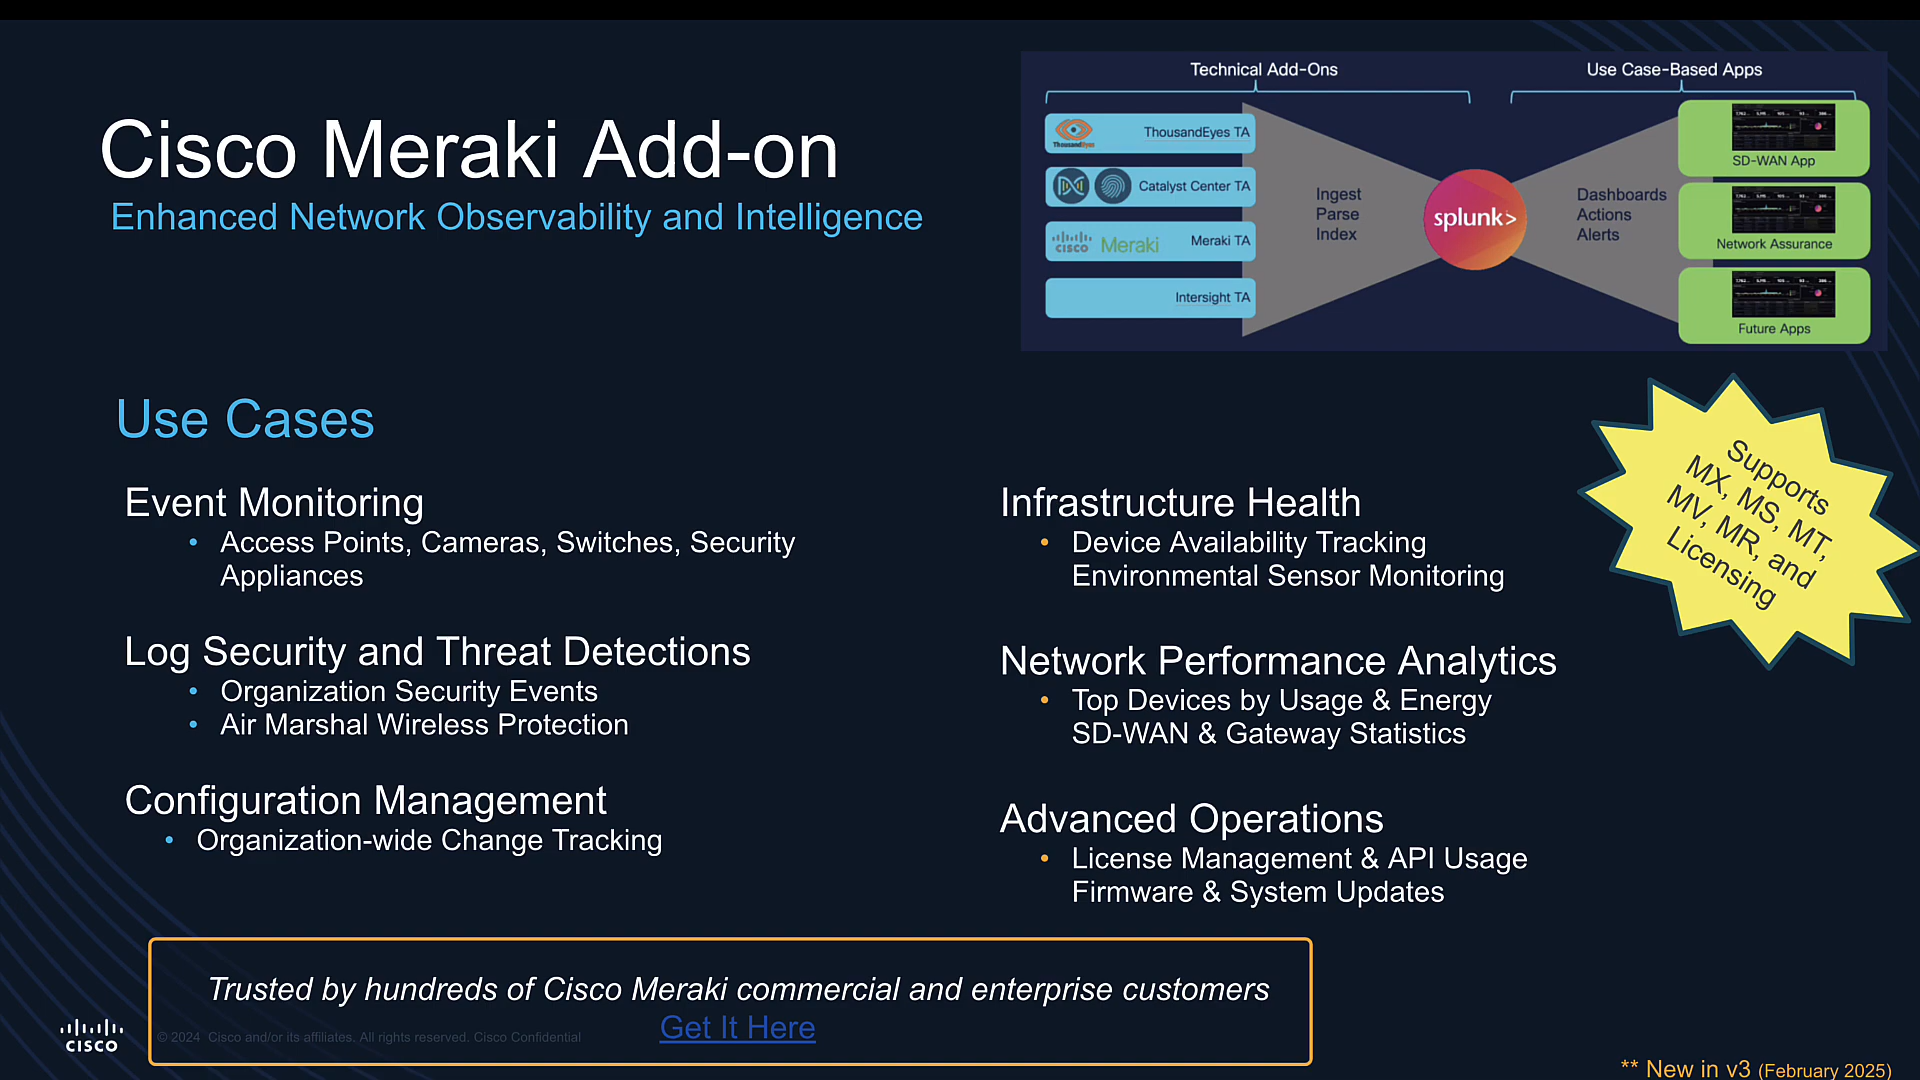 Cisco Meraki Add-on
Enhanced Network Observability and Intelligence
Technical Add-Ons
Use Case-Based Apps
ThousandEyes
ThousandEyes TA
Catalyst Center TA
CISCO Meraki
Meraki TA
Intersight TA
Ingest
Parse
Index
splunk>
Dashboards
Actions
Alerts
SD-WAN App
Network Assurance
Future Apps
Use Cases
Event Monitoring
• Access Points, Cameras, Switches, Security
Appliances
Log Security and Threat Detections
• Organization Security Events
• Air Marshal Wireless Protection
Configuration Management
• Organization-wide Change Tracking
Infrastructure Health
• Device Availability Tracking
Environmental Sensor Monitoring
Network Performance Analytics
• Top Devices by Usage & Energy
SD-WAN & Gateway Statistics
Advanced Operations
• License Management & API Usage
Firmware & System Updates
Supports
MX, MS, MT,
MV, MR, and
Licensing
Trusted by hundreds of Cisco Meraki commercial and enterprise customers
Get It Here
CISCO
© 2024 Cisco and/or its affiliates. All rights reserved. Cisco Confidential
** New in v3 (February 2025)